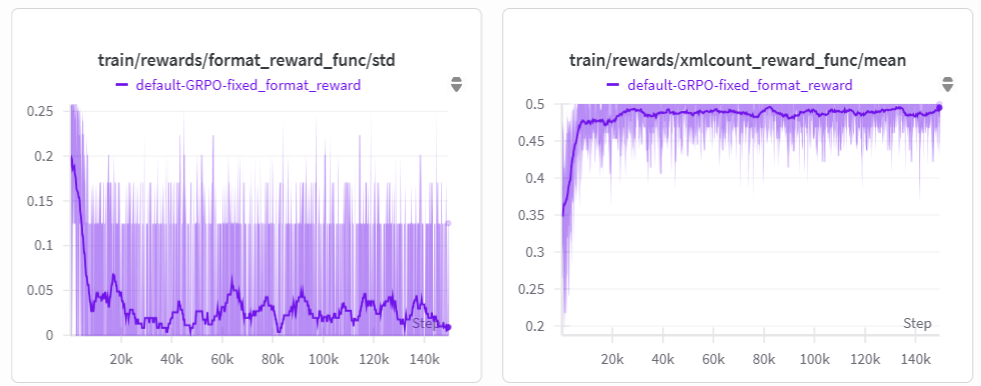 train/rewards/format_reward_func/std
default-GRPO-fixed_format_reward
0.25
0.2
0.15
0.1
0.05
0
Step
20k 40k 60k 80k 100k 120k 140k
train/rewards/xmlcount_reward_func/mean
default-GRPO-fixed_format_reward
0.5
0.45
0.4
0.35
0.3
0.25
0.2
Step
20k 40k 60k 80k 100k 120k 140k